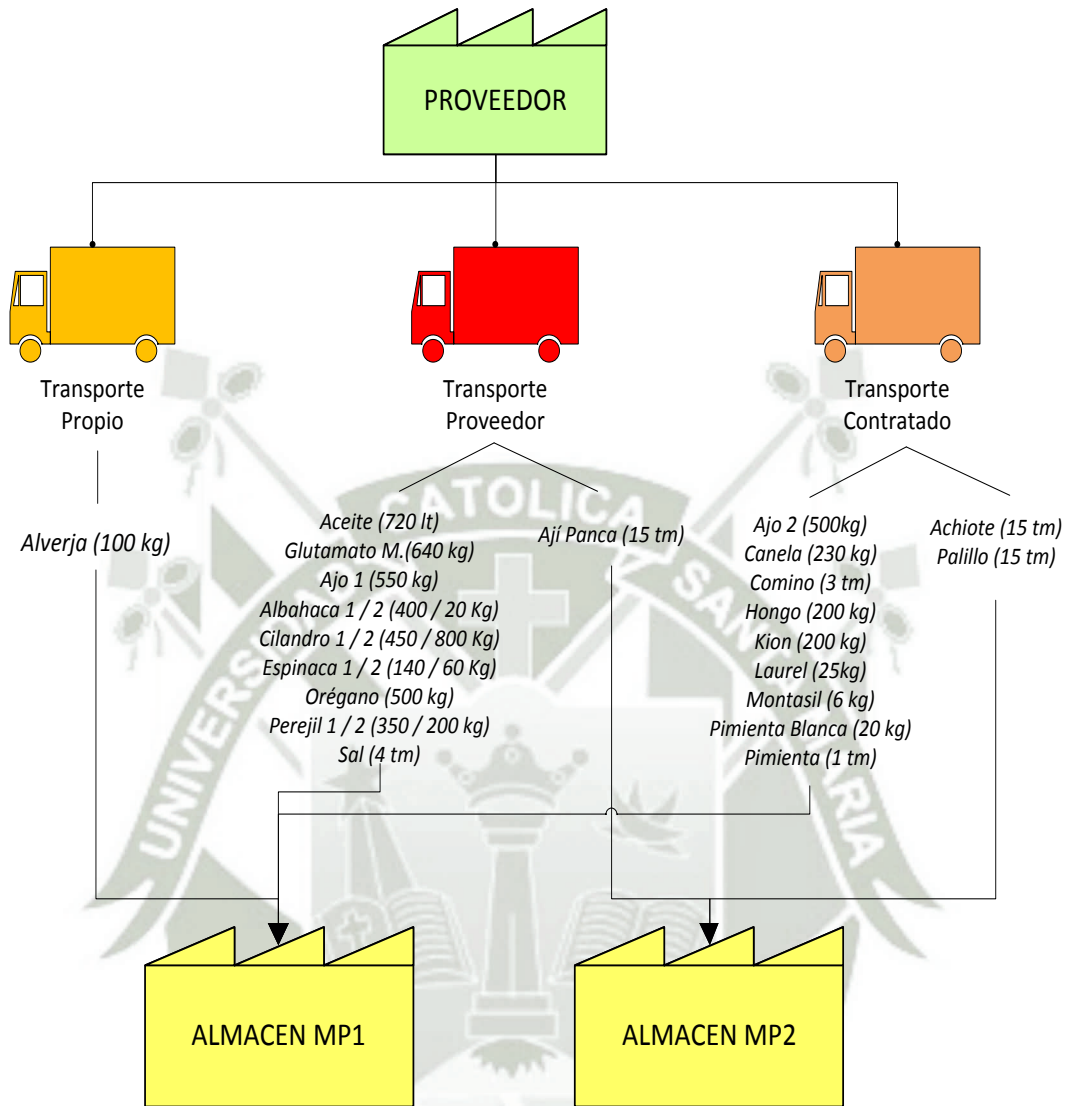 PROVEEDOR
Transporte
Propio
Transporte
Proveedor
Transporte
Contratado
Alverja (100 kg)
Aceite (720 lt)
Glutamato M.(640 kg)
Ajo 1 (550 kg)
Albahaca 1 / 2 (400 / 20 Kg)
Cilandro 1 / 2 (450 / 800 Kg)
Espinaca 1 / 2 (140 / 60 Kg)
Orégano (500 kg)
Perejil 1 / 2 (350 / 200 kg)
Sal (4 tm)
Ají Panca (15 tm)
Ajo 2 (500kg)
Canela (230 kg)
Comino (3 tm)
Hongo (200 kg)
Kion (200 kg)
Laurel (25kg)
Montasil (6 kg)
Pimienta Blanca (20 kg)
Pimienta (1 tm)
Achiote (15 tm)
Palillo (15 tm)
UNIVERSIDAD CATOLICA SANTA MARIA
ALMACEN MP1
ALMACEN MP2